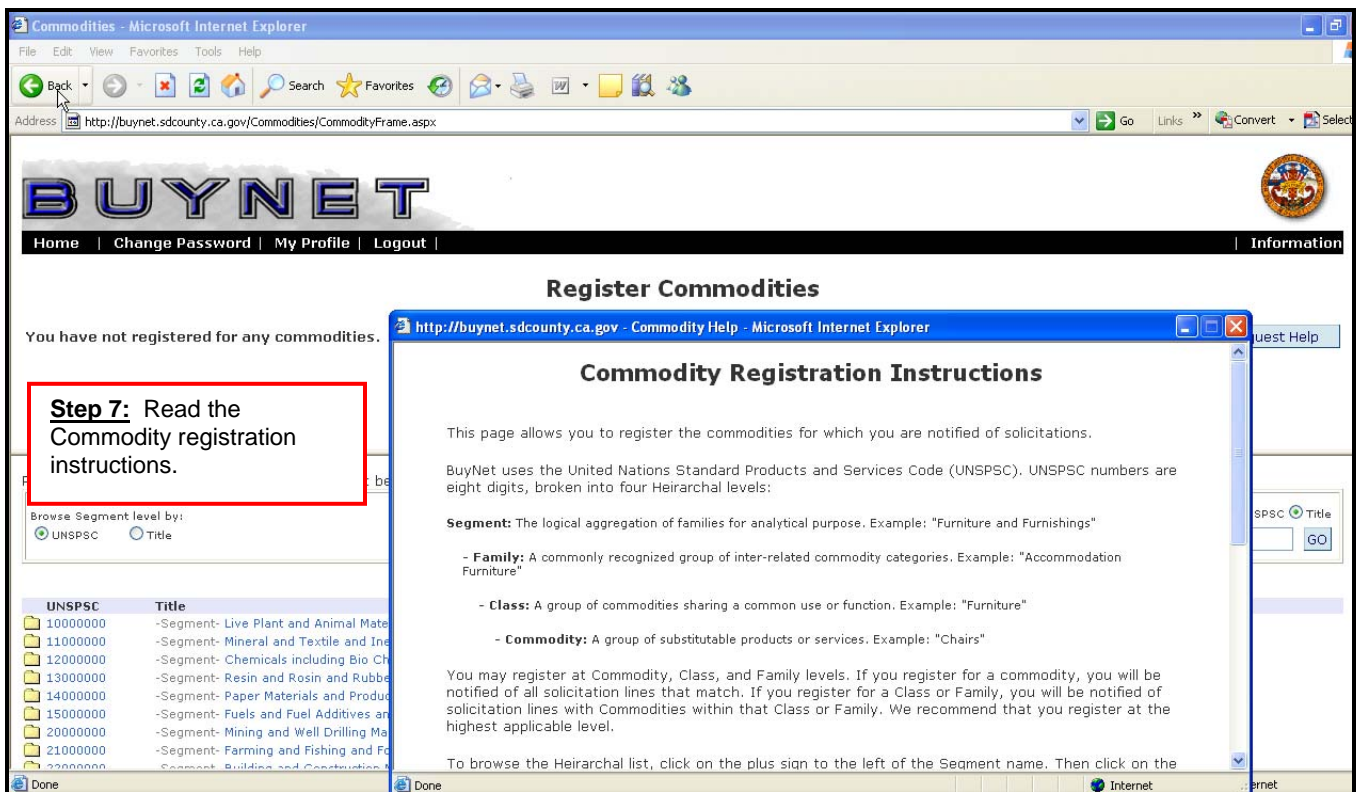 Commodities - Microsoft Internet Explorer
File Edit View Favorites Tools Help
Back Search Favorites
Address http://buynet.sdcounty.ca.gov/Commodities/CommodityFrame.aspx Go Links » Convert Select
BUYNET
Home | Change Password | My Profile | Logout | | Information
Register Commodities
You have not registered for any commodities.
uest Help
http://buynet.sdcounty.ca.gov - Commodity Help - Microsoft Internet Explorer
Commodity Registration Instructions
This page allows you to register the commodities for which you are notified of solicitations.
BuyNet uses the United Nations Standard Products and Services Code (UNSPSC). UNSPSC numbers are
eight digits, broken into four Heirarchal levels:
Segment: The logical aggregation of families for analytical purpose. Example: "Furniture and Furnishings"
- Family: A commonly recognized group of inter-related commodity categories. Example: "Accommodation
Furniture"
- Class: A group of commodities sharing a common use or function. Example: "Furniture"
- Commodity: A group of substitutable products or services. Example: "Chairs"
You may register at Commodity, Class, and Family levels. If you register for a commodity, you will be
notified of all solicitation lines that match. If you register for a Class or Family, you will be notified of
solicitation lines with Commodities within that Class or Family. We recommend that you register at the
highest applicable level.
To browse the Heirarchal list, click on the plus sign to the left of the Segment name. Then click on the
Step 7: Read the
Commodity registration
instructions.
be
Browse Segment level by:
UNSPSC Title
SPSC Title
GO
UNSPSC Title
10000000 -Segment- Live Plant and Animal Mate
11000000 -Segment- Mineral and Textile and Ine
12000000 -Segment- Chemicals including Bio Ch
13000000 -Segment- Resin and Rosin and Rubbe
14000000 -Segment- Paper Materials and Produc
15000000 -Segment- Fuels and Fuel Additives an
20000000 -Segment- Mining and Well Drilling Ma
21000000 -Segment- Farming and Fishing and Fo
22000000 -Segment- Building and Construction M
Done
Done Internet ernet